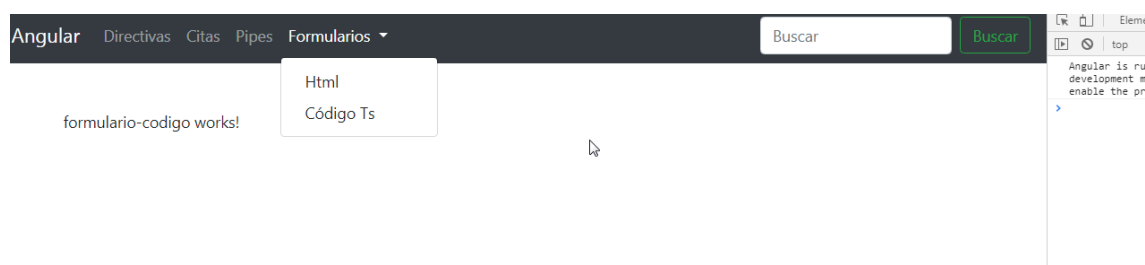 Angular Directivas Citas Pipes Formularios Buscar Buscar
Html
Código Ts
formulario-codigo works!
Eleme
top
Angular is ru
development m
enable the pr
>